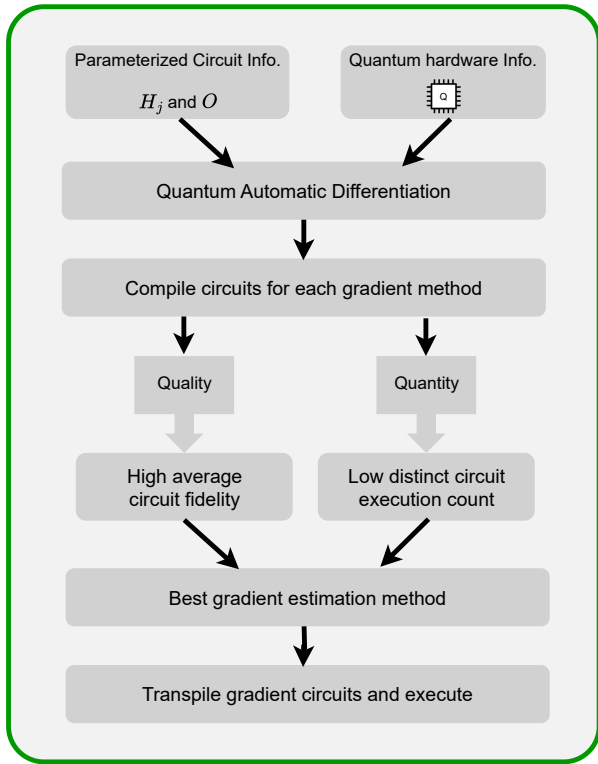 Parameterized Circuit Info.
H_j and O
Quantum hardware Info.
Q
Quantum Automatic Differentiation
Compile circuits for each gradient method
Quality
Quantity
High average
circuit fidelity
Low distinct circuit
execution count
Best gradient estimation method
Transpile gradient circuits and execute